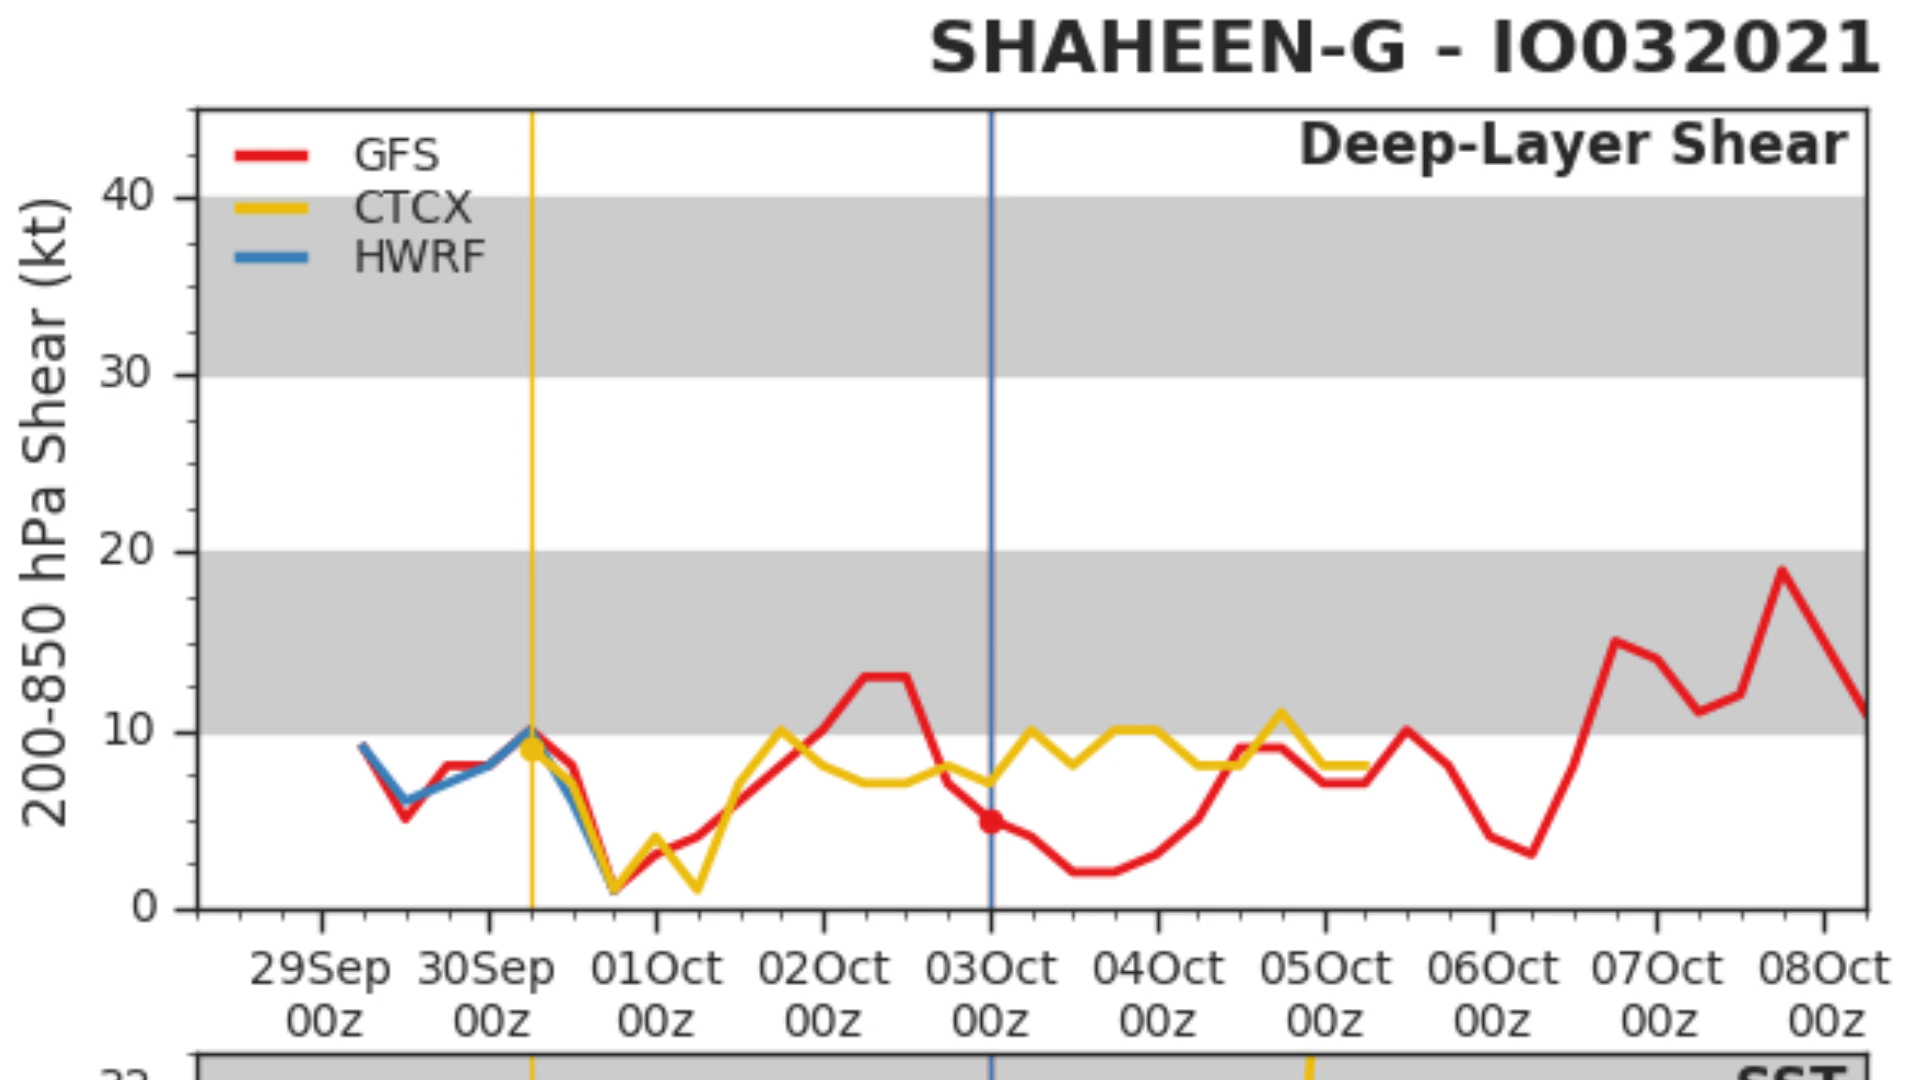 SHAHEEN-G - IO032021
Deep-Layer Shear
GFS
CTCX
HWRF
200-850 hPa Shear (kt)
40
30
20
10
0
29Sep 30Sep 01Oct 02Oct 03Oct 04Oct 05Oct 06Oct 07Oct 08Oct
00z 00z 00z 00z 00z 00z 00z 00z 00z 00z
SST